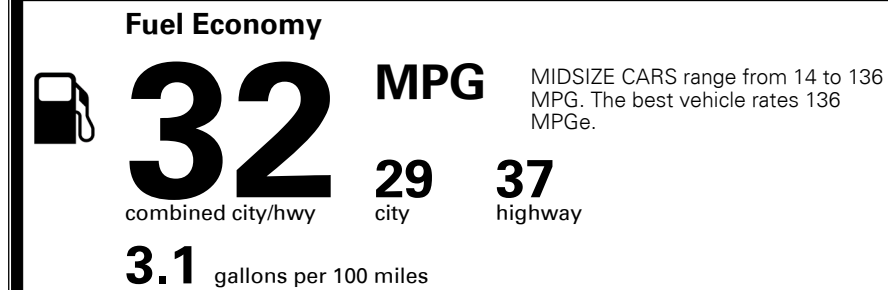 Fuel Economy
32 MPG
MIDSIZE CARS range from 14 to 136
MPG. The best vehicle rates 136
MPGe.
combined city/hwy
29
city
37
highway
3.1 gallons per 100 miles